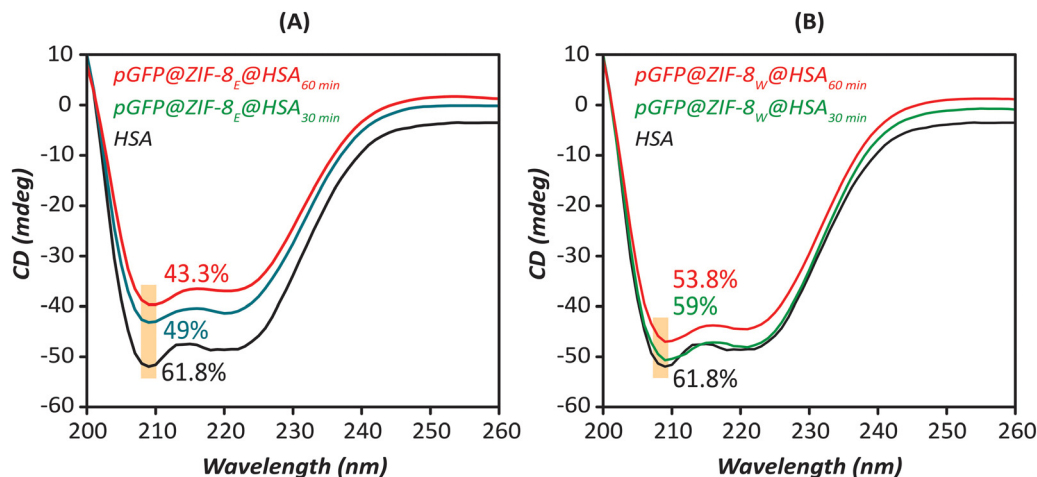 (A)
pGFP@ZIF-8E@HSA60 min
pGFP@ZIF-8E@HSA30 min
HSA
43.3%
49%
61.8%
CD (mdeg)
10
0
-10
-20
-30
-40
-50
-60
200 210 220 230 240 250 260
Wavelength (nm)
(B)
pGFP@ZIF-8W@HSA60 min
pGFP@ZIF-8W@HSA30 min
HSA
53.8%
59%
61.8%
CD (mdeg)
10
0
-10
-20
-30
-40
-50
-60
200 210 220 230 240 250 260
Wavelength (nm)